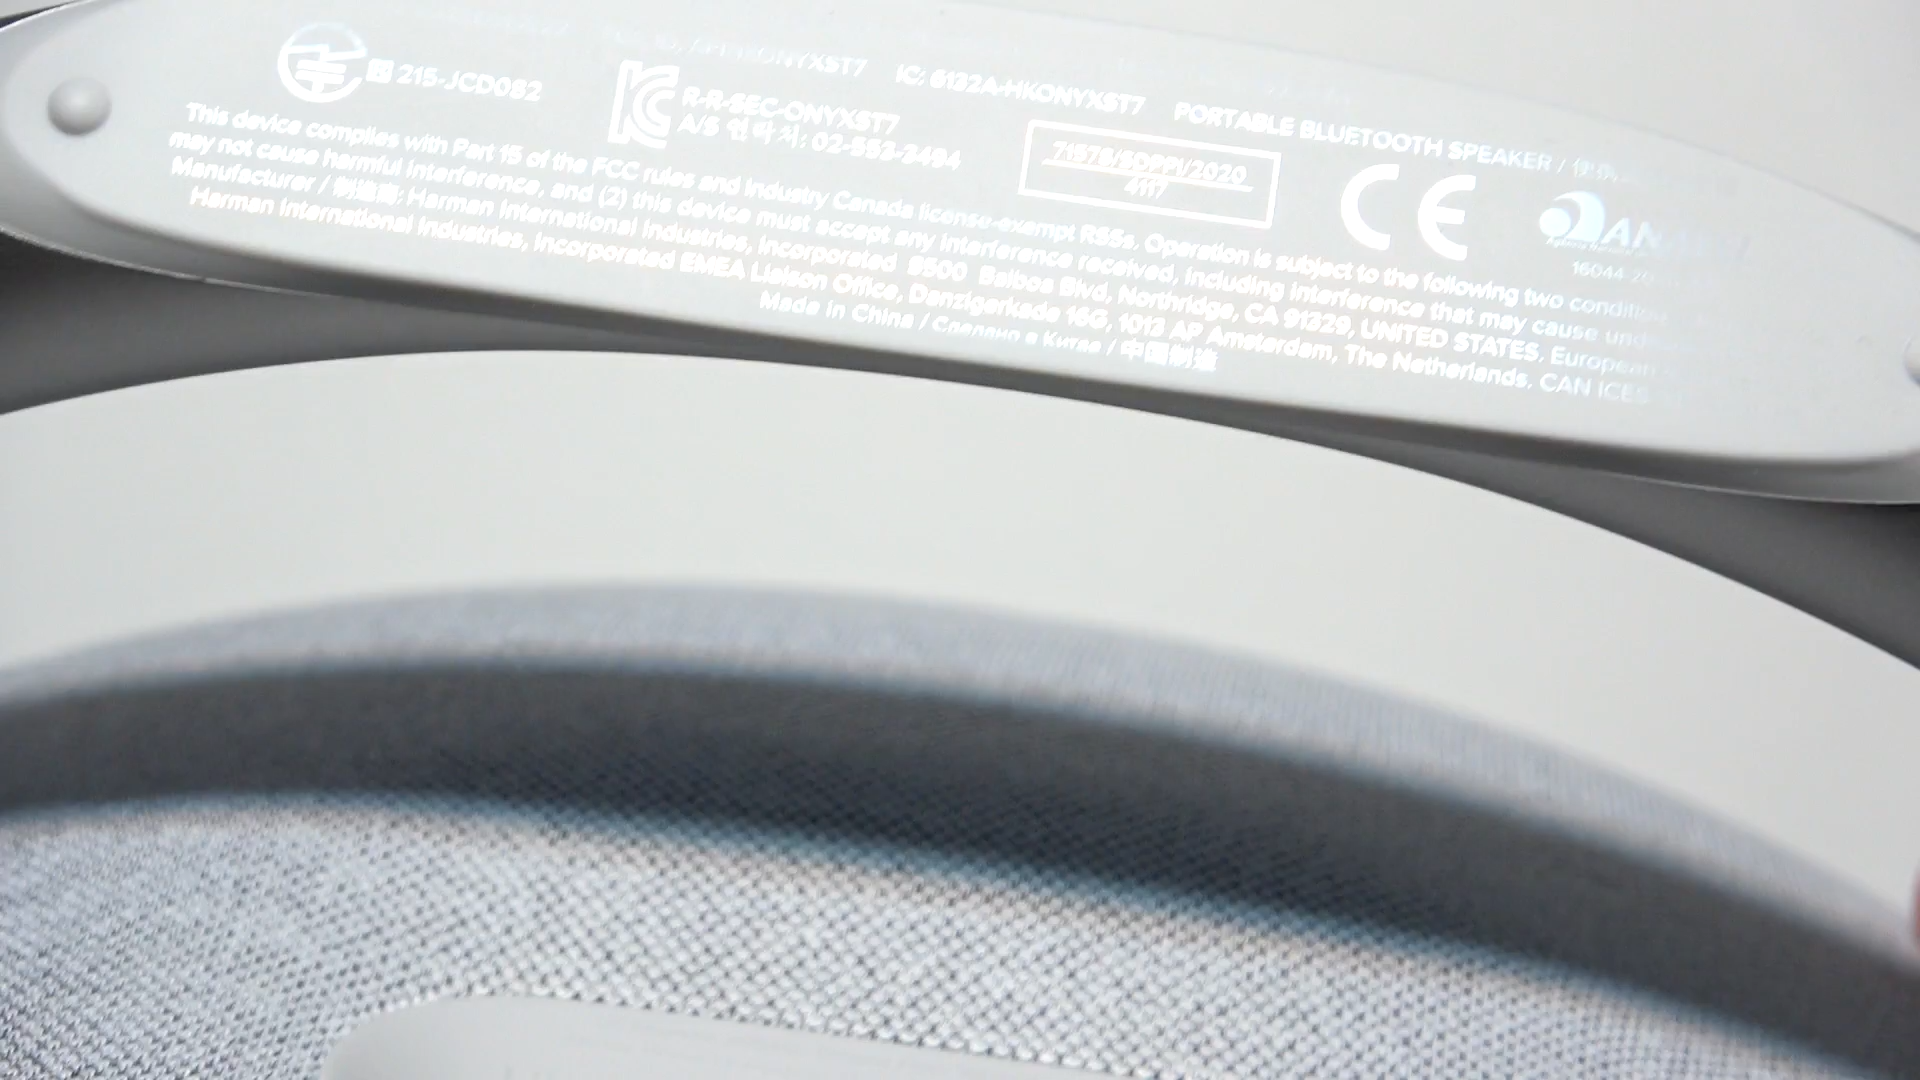 IC: 6132A-HKONYXST7 PORTABLE BLUETOOTH SPEAKER /
215-JCD082
R-R-SEC-ONYXST7
A/S 연락처: 02-553-3494
71578/SDPPI/2020
4117
CE
16044-20
This device complies with Part 15 of the FCC rules and Industry Canada license-exempt RSSs. Operation is subject to the following two
may not cause harmful interference, and (2) this device must accept any interference received, including interference that may cause
Manufacturer / 制造商: Harman International Industries, Incorporated 8500 Balboa Blvd, Northridge, CA 91329, UNITED STATES. European
Harman International Industries, Incorporated EMEA Liaison Office, Danzigerkade 16G, 1013 AP Amsterdam, The Netherlands. CAN ICES
Made in China / Сделано в Китае / 中国制造